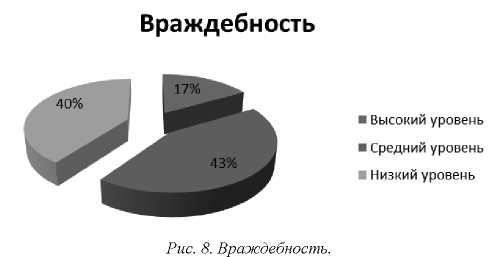 Враждебность
17%
40%
43%
Высокий уровень
Средний уровень
Низкий уровень
Рис. 8. Враждебность.